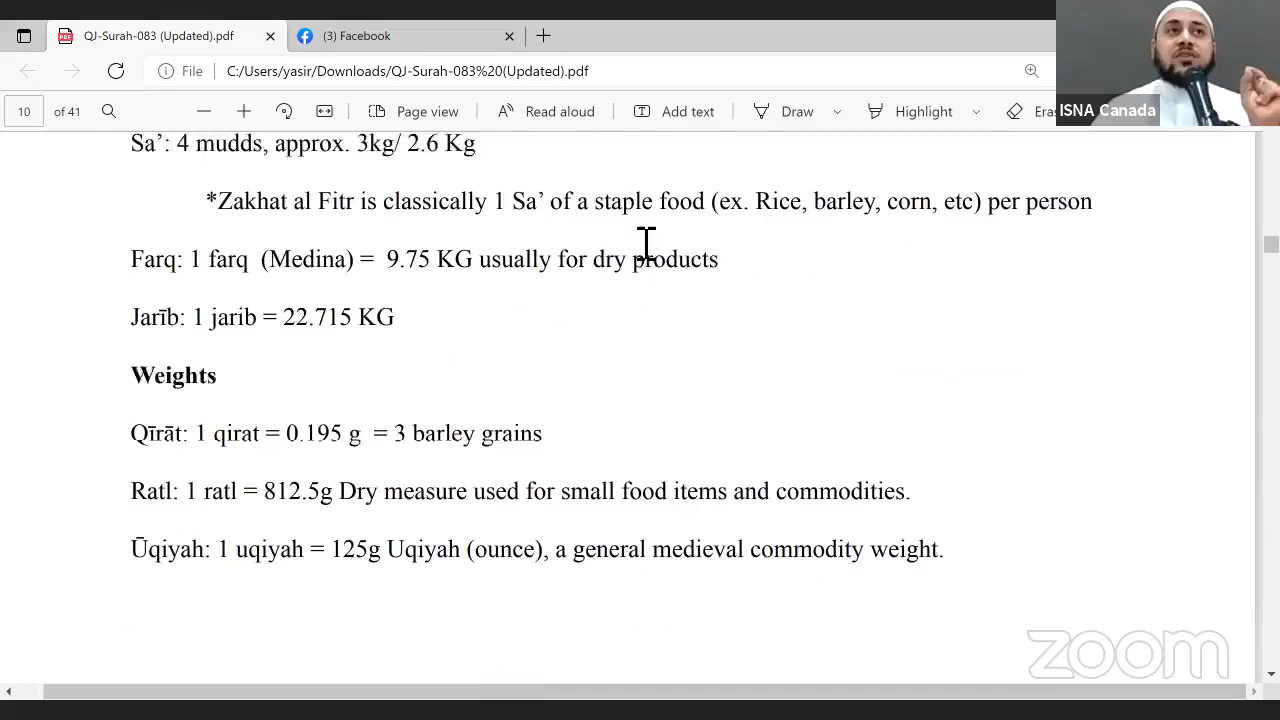 QJ-Surah-083 (Updated).pdf
(3) Facebook
File
C:/Users/yasir/Downloads/QJ-Surah-083%20(Updated).pdf
10 of 41
Page view
Read aloud
Add text
Draw
Highlight
ISNA Canada
Sa’: 4 mudds, approx. 3kg/ 2.6 Kg
*Zakhat al Fitr is classically 1 Sa’ of a staple food (ex. Rice, barley, corn, etc) per person
Farq: 1 farq (Medina) = 9.75 KG usually for dry products
Jarīb: 1 jarib = 22.715 KG
Weights
Qīrāt: 1 qirat = 0.195 g = 3 barley grains
Ratl: 1 ratl = 812.5g Dry measure used for small food items and commodities.
Ūqiyah: 1 uqiyah = 125g Uqiyah (ounce), a general medieval commodity weight.
zoom